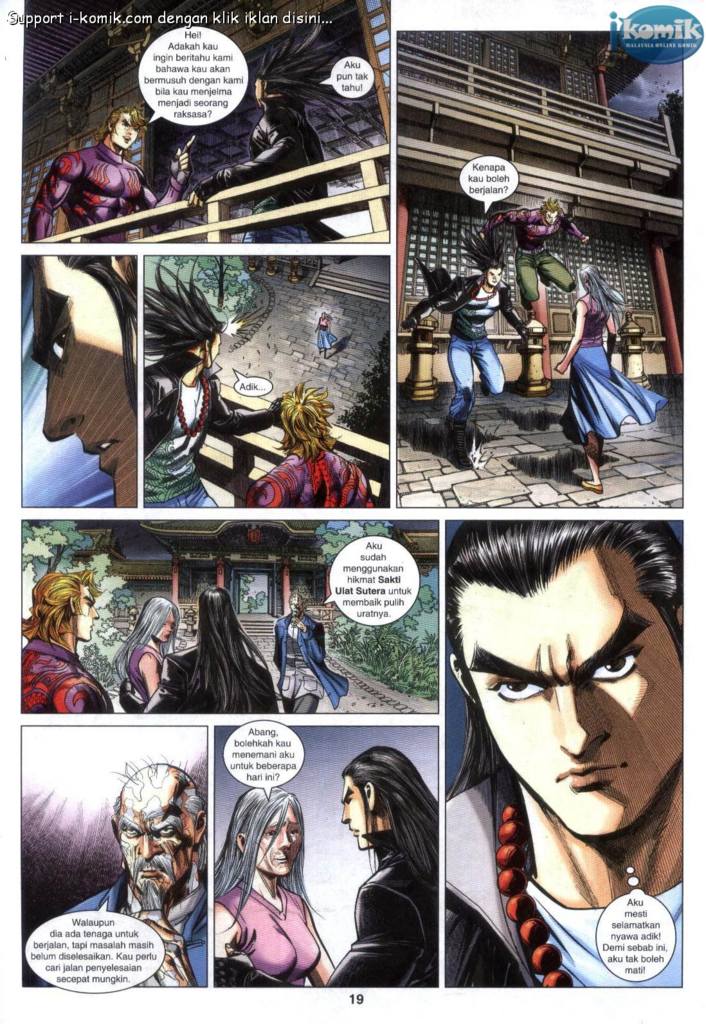 Support i-komik.com dengan klik iklan disini...
i komik
MALAYSIA ONLINE KOMIK
Hei!
Adakah kau
ingin beritahu kami
bahawa kau akan
bermusuh dengan kami
bila kau menjelma
menjadi seorang
raksasa?
Aku
pun tak
tahu!
Kenapa
kau boleh
berjalan?
Adik...
Aku
sudah
menggunakan
hikmat Sakti
Ulat Sutera untuk
membaik pulih
uratnya.
Walaupun
dia ada tenaga untuk
berjalan, tapi masalah masih
belum diselesaikan. Kau perlu
cari jalan penyelesaian
secepat mungkin.
Abang,
bolehkah kau
menemani aku
untuk beberapa
hari ini?
Aku
mesti
selamatkan
nyawa adik!
Demi sebab ini,
aku tak boleh
mati!
19